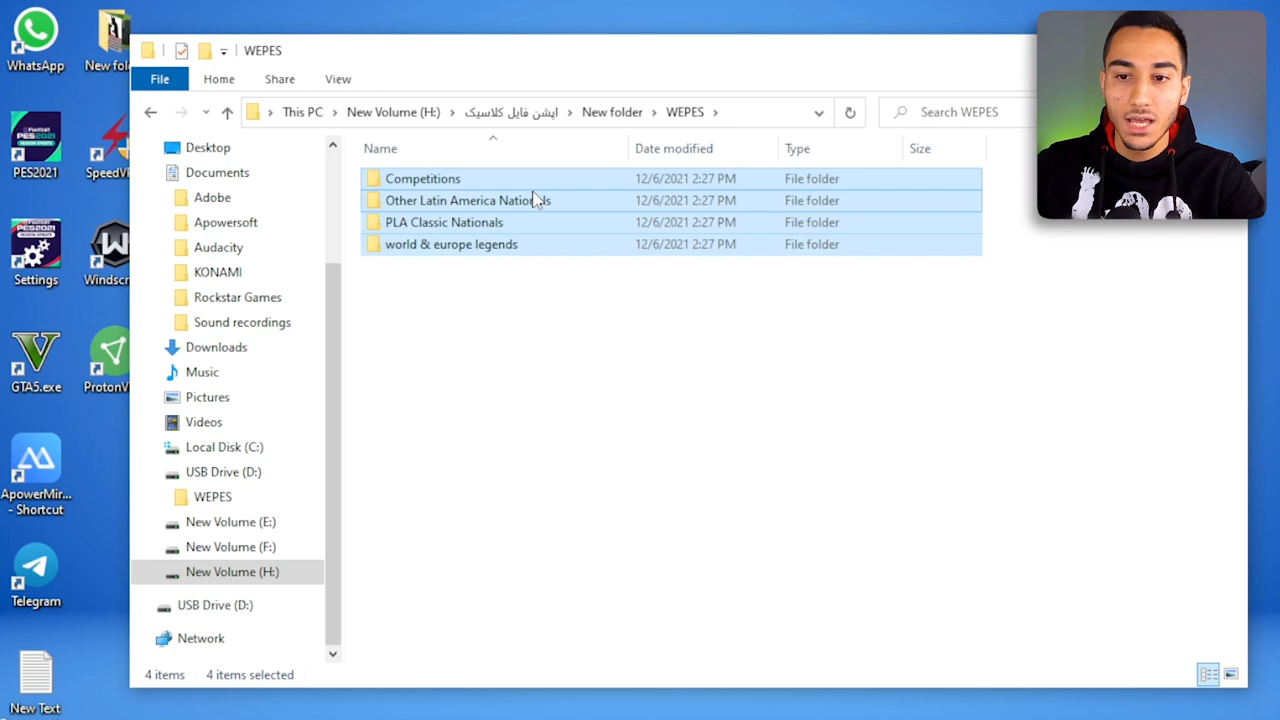 WhatsApp
New fol
WEPES
File
Home
Share
View
PES2021
SpeedV
This PC
New Volume (H:)
ایشن فایل کلاسیک
New folder
WEPES
Search WEPES
Name
Date modified
Type
Size
Desktop
Documents
Adobe
Apowersoft
Audacity
KONAMI
Rockstar Games
Sound recordings
Downloads
Music
Pictures
Videos
Local Disk (C:)
USB Drive (D:)
WEPES
New Volume (E:)
New Volume (F:)
New Volume (H:)
USB Drive (D:)
Network
Competitions 12/6/2021 2:27 PM File folder
Other Latin America Nationals 12/6/2021 2:27 PM File folder
PLA Classic Nationals 12/6/2021 2:27 PM File folder
world & europe legends 12/6/2021 2:27 PM File folder
Settings
Windscr
GTA5.exe
ProtonV
ApowerMir...
- Shortcut
Telegram
New Text
4 items
4 items selected